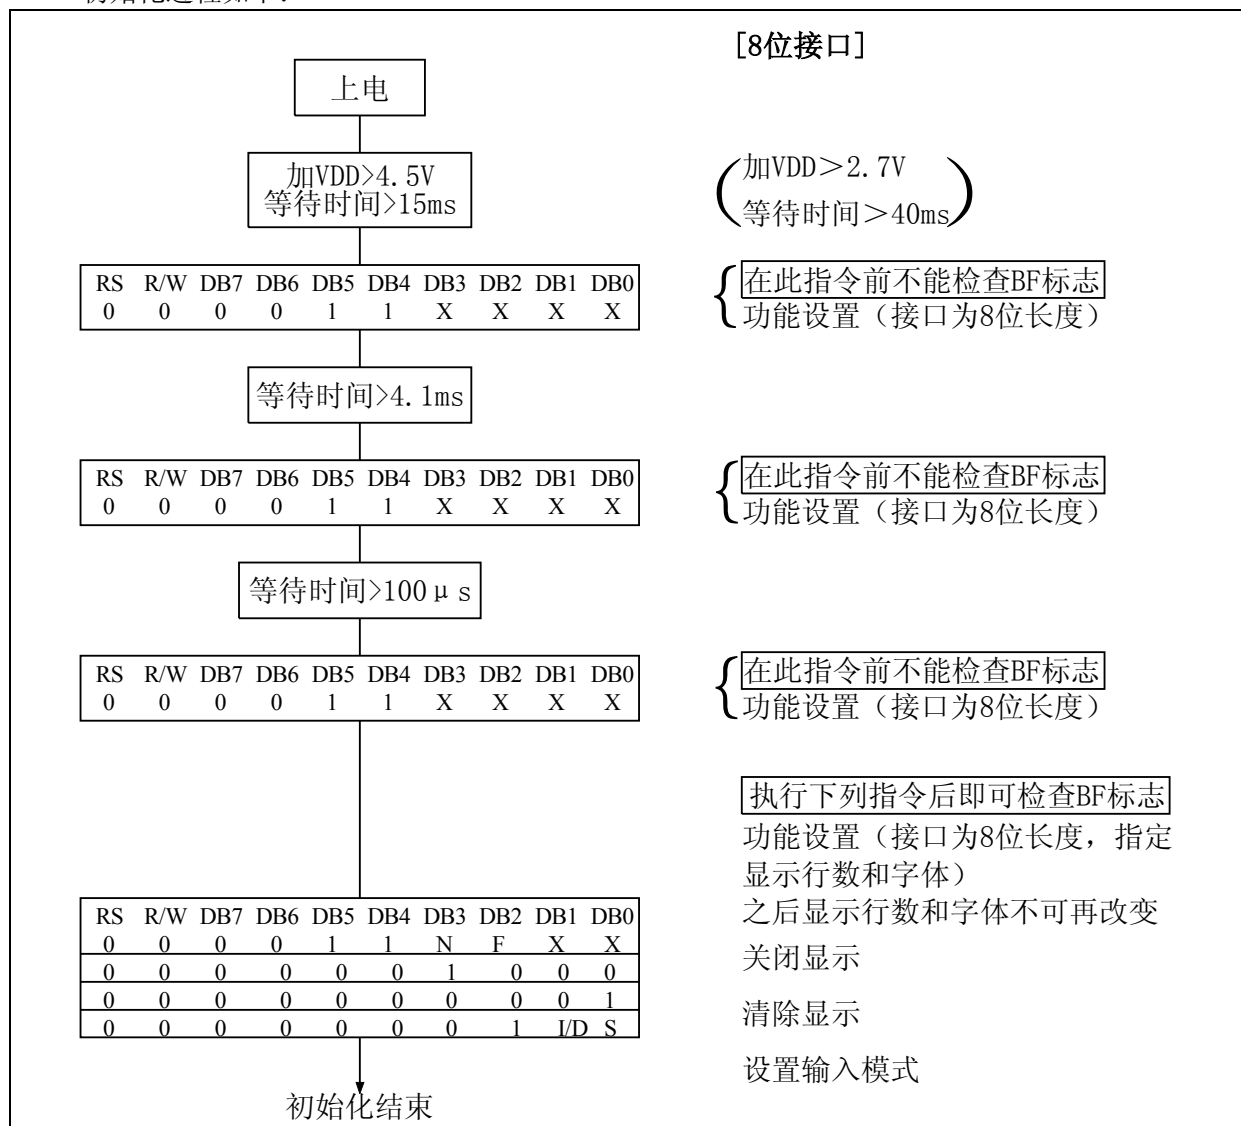 初始化过程如下：
[8位接口]
上电
加VDD>4.5V
等待时间>15ms
加VDD＞2.7V
等待时间＞40ms
RS R/W DB7 DB6 DB5 DB4 DB3 DB2 DB1 DB0
0 0 0 0 1 1 X X X X
在此指令前不能检查BF标志
功能设置（接口为8位长度）
等待时间>4.1ms
RS R/W DB7 DB6 DB5 DB4 DB3 DB2 DB1 DB0
0 0 0 0 1 1 X X X X
在此指令前不能检查BF标志
功能设置（接口为8位长度）
等待时间>100μs
RS R/W DB7 DB6 DB5 DB4 DB3 DB2 DB1 DB0
0 0 0 0 1 1 X X X X
在此指令前不能检查BF标志
功能设置（接口为8位长度）
执行下列指令后即可检查BF标志
功能设置（接口为8位长度，指定
显示行数和字体）
之后显示行数和字体不可再改变
关闭显示
清除显示
设置输入模式
RS R/W DB7 DB6 DB5 DB4 DB3 DB2 DB1 DB0
0 0 0 0 1 1 N F X X
0 0 0 0 0 0 1 0 0 0
0 0 0 0 0 0 0 0 0 1
0 0 0 0 0 0 0 1 I/D S
初始化结束